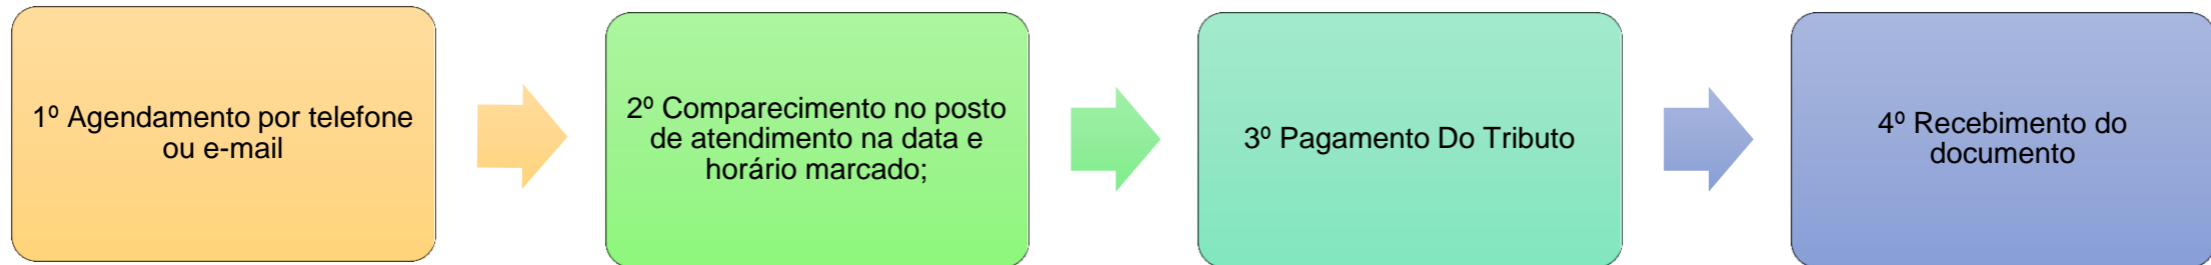 1º Agendamento por telefone
ou e-mail
2º Comparecimento no posto
de atendimento na data e
horário marcado;
3º Pagamento Do Tributo
4º Recebimento do
documento